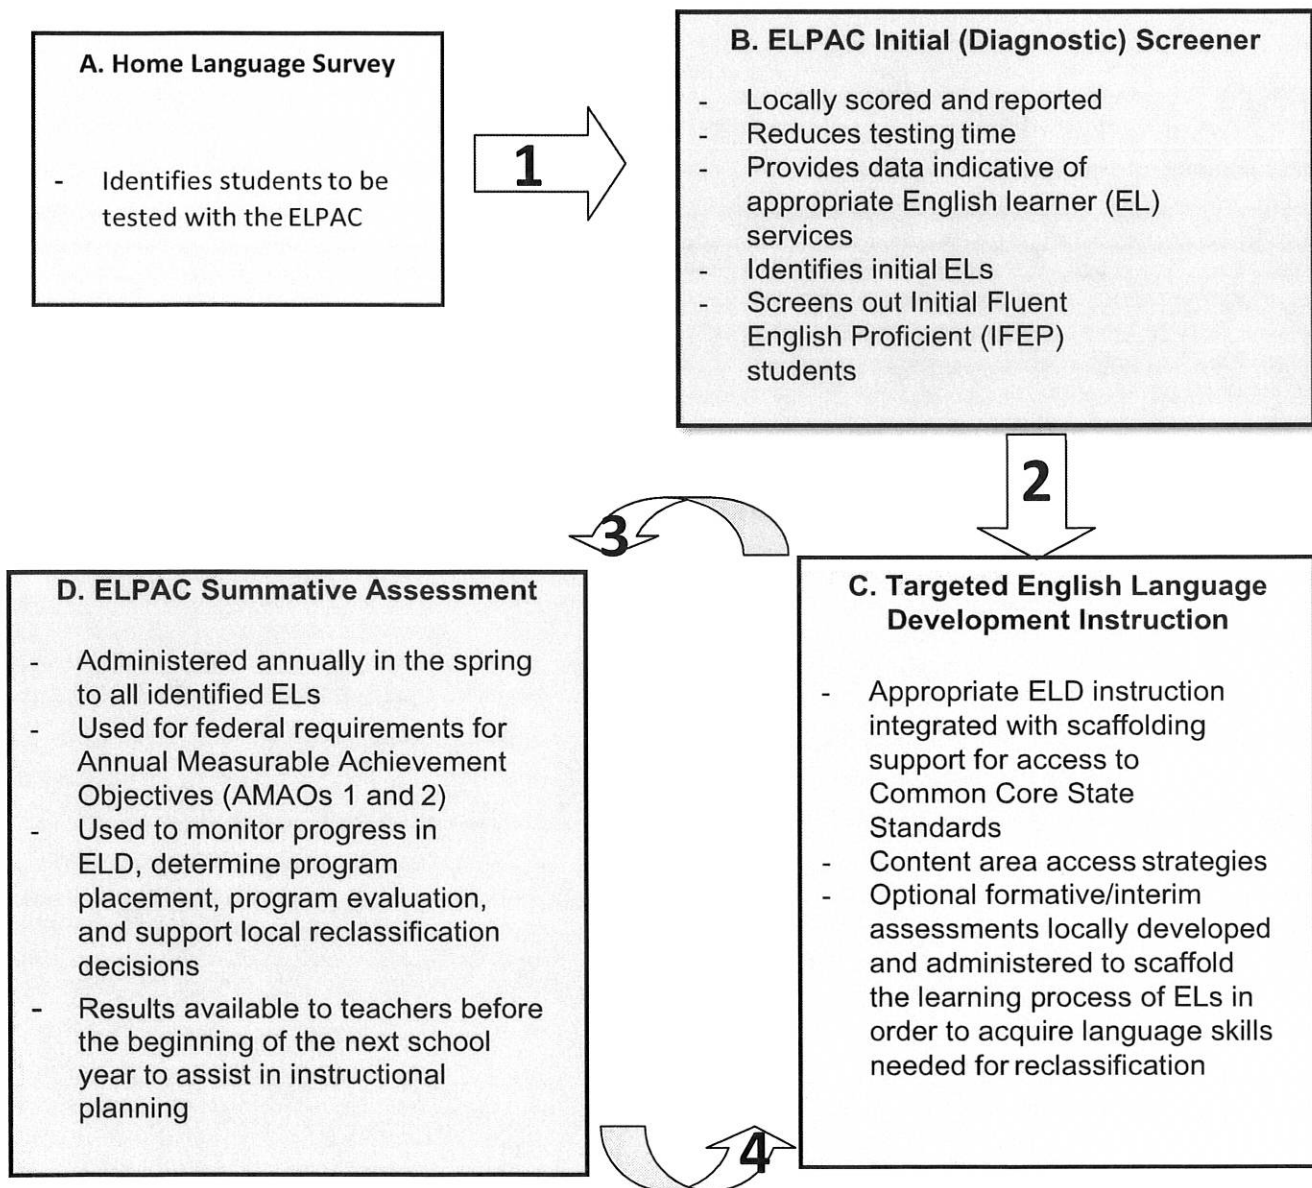 A. Home Language Survey
- Identifies students to be
tested with the ELPAC
1
B. ELPAC Initial (Diagnostic) Screener
- Locally scored and reported
- Reduces testing time
- Provides data indicative of
appropriate English learner (EL)
services
- Identifies initial ELs
- Screens out Initial Fluent
English Proficient (IFEP)
students
2
C. Targeted English Language
Development Instruction
- Appropriate ELD instruction
integrated with scaffolding
support for access to
Common Core State
Standards
- Content area access strategies
- Optional formative/interim
assessments locally developed
and administered to scaffold
the learning process of ELs in
order to acquire language skills
needed for reclassification
3
D. ELPAC Summative Assessment
- Administered annually in the spring
to all identified ELs
- Used for federal requirements for
Annual Measurable Achievement
Objectives (AMAOs 1 and 2)
- Used to monitor progress in
ELD, determine program
placement, program evaluation,
and support local reclassification
decisions
- Results available to teachers before
the beginning of the next school
year to assist in instructional
planning
4